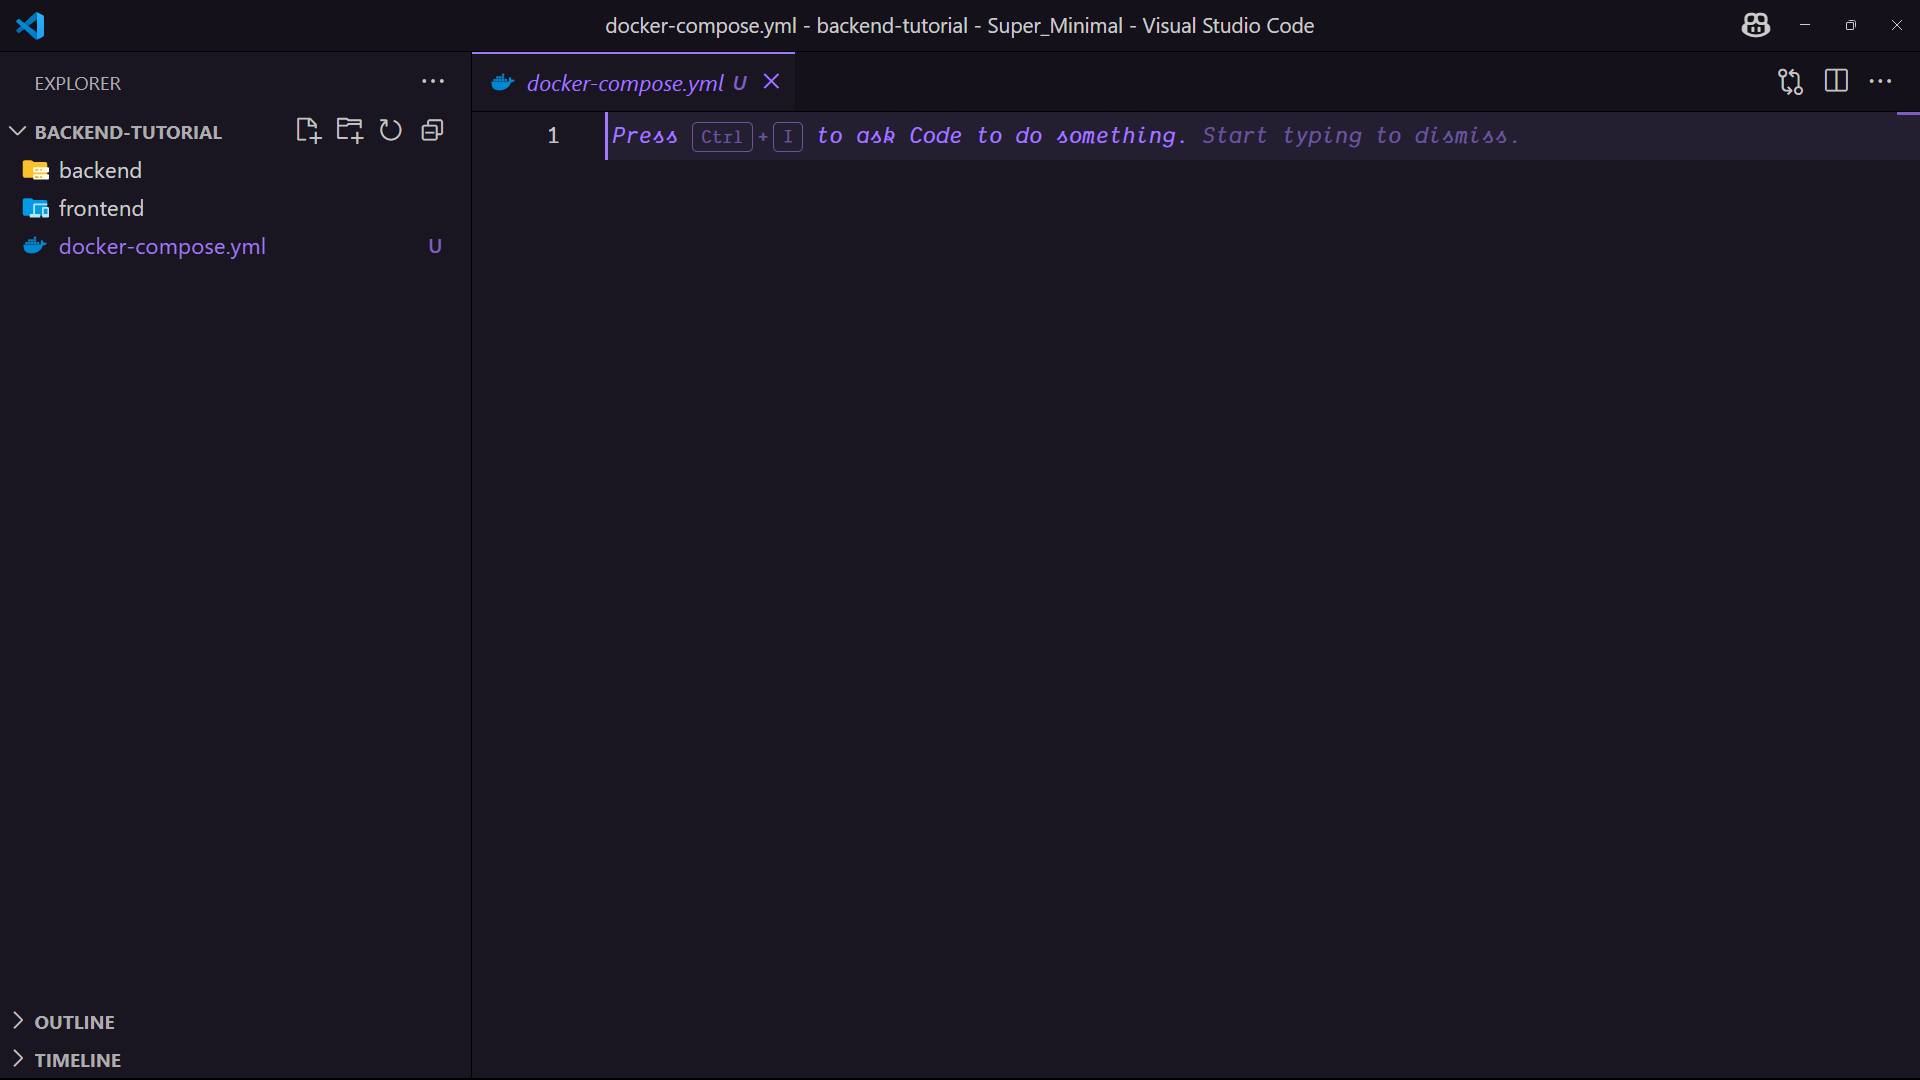 docker-compose.yml - backend-tutorial - Super_Minimal - Visual Studio Code
EXPLORER
BACKEND-TUTORIAL
backend
frontend
docker-compose.yml U
docker-compose.yml U
1 Press Ctrl + I to ask Code to do something. Start typing to dismiss.
OUTLINE
TIMELINE